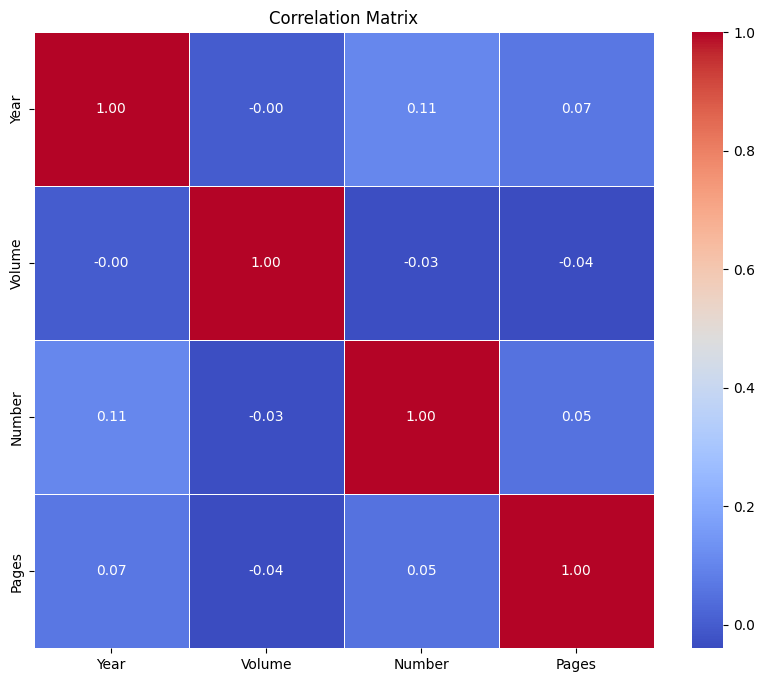 Correlation Matrix
Year 1.00 -0.00 0.11 0.07
Volume -0.00 1.00 -0.03 -0.04
Number 0.11 -0.03 1.00 0.05
Pages 0.07 -0.04 0.05 1.00
Year Volume Number Pages
1.0
0.8
0.6
0.4
0.2
0.0